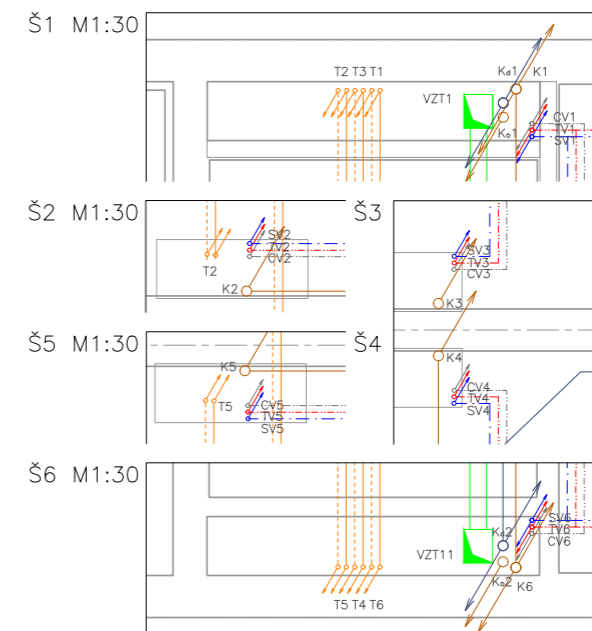 Š1 M1:30
T2 T3 T1
VZT1
Kd1 K1
Ko1
CV1
TV1
SV1
Š2 M1:30
SV2
TV2
CV2
T2
K2
Š3
SV3
TV3
CV3
K3
Š5 M1:30
K5
T5
CV5
TV5
SV5
Š4
K4
CV4
TV4
SV4
Š6 M1:30
SV6
TV6
CV6
Kd2
VZT11
Ko2 K6
T5 T4 T6